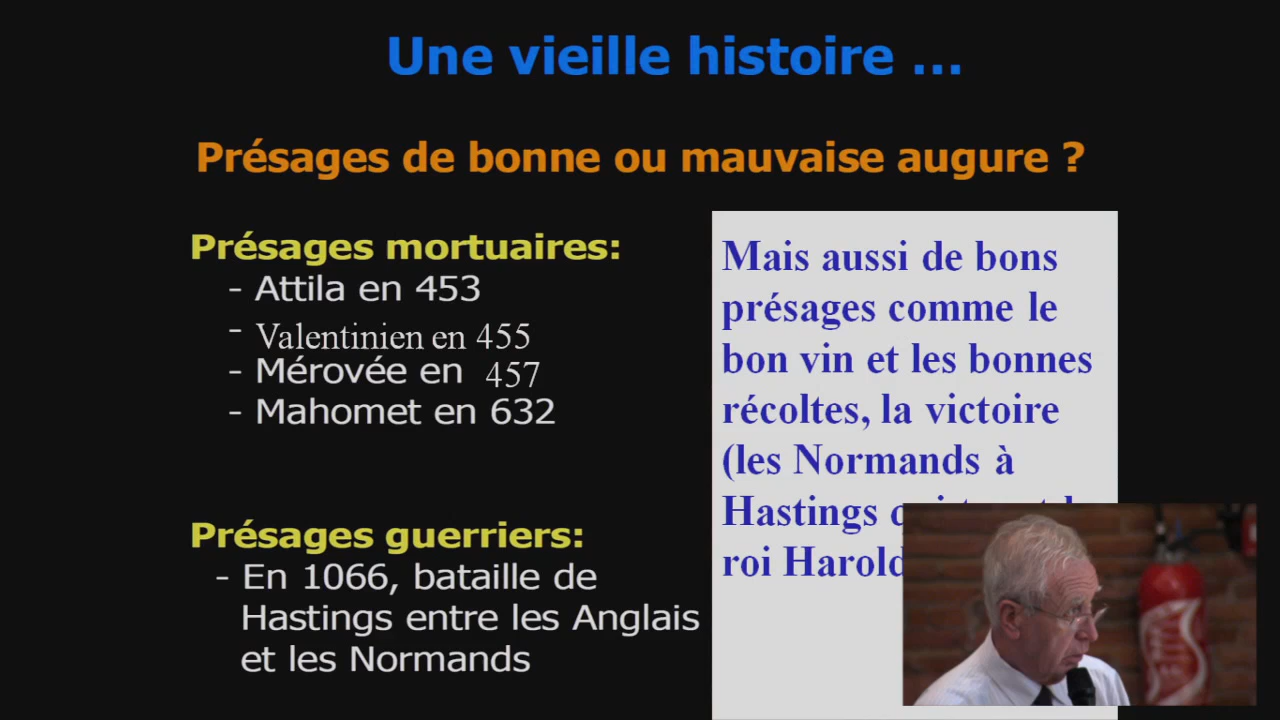 Une vieille histoire ...
Présages de bonne ou mauvaise augure ?
Présages mortuaires:
- Attila en 453
- Valentinien en 455
- Mérovée en 457
- Mahomet en 632
Présages guerriers:
- En 1066, bataille de
Hastings entre les Anglais
et les Normands
Mais aussi de bons
présages comme le
bon vin et les bonnes
récoltes, la victoire
(les Normands à
Hastings
roi Harold